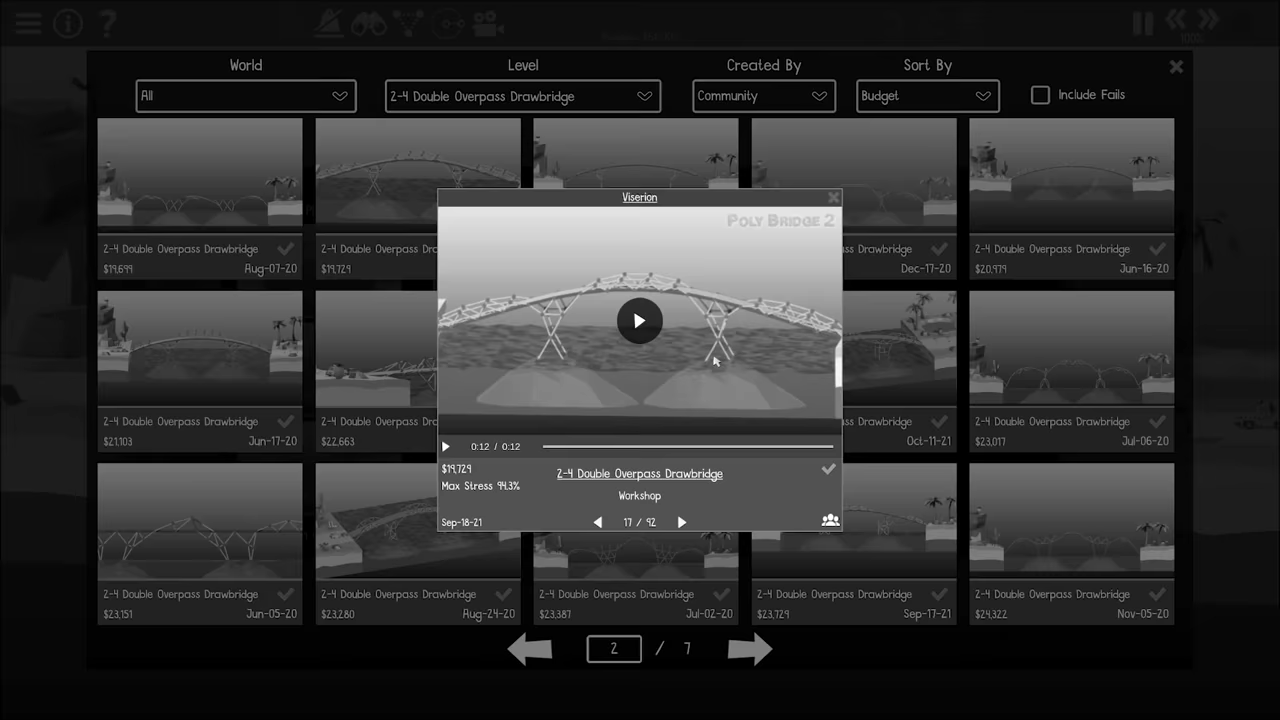 World
Level
Created By
Sort By
All
2-4 Double Overpass Drawbridge
Community
Budget
Include Fails
100%
2-4 Double Overpass Drawbridge
$19,699 Aug-07-20
2-4 Double Overpass Drawbridge
$19,729
Drawbridge
Dec-17-20
2-4 Double Overpass Drawbridge
$20,979 Jun-16-20
Viserion
POLY BRIDGE 2
0:12 / 0:12
$19,729
2-4 Double Overpass Drawbridge
Max Stress 94.3%
Workshop
Sep-18-21
17 / 92
2-4 Double Overpass Drawbridge
$21,103 Jun-17-20
$22,663
Drawbridge
Oct-11-21
2-4 Double Overpass Drawbridge
$23,017 Jul-06-20
2-4 Double Overpass Drawbridge
$23,151 Jun-05-20
2-4 Double Overpass Drawbridge
$23,280 Aug-24-20
2-4 Double Overpass Drawbridge
$23,387 Jul-02-20
2-4 Double Overpass Drawbridge
$23,729 Sep-17-21
2-4 Double Overpass Drawbridge
$24,322 Nov-05-20
2 / 7